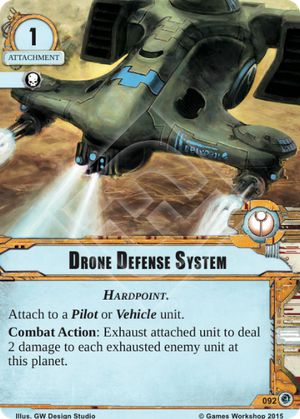 1
ATTACHMENT
DRONE DEFENSE SYSTEM
HARDPOINT.
Attach to a Pilot or Vehicle unit.
Combat Action: Exhaust attached unit to deal
2 damage to each exhausted enemy unit at
this planet.
092
Illus. GW Design Studio
© Games Workshop 2015